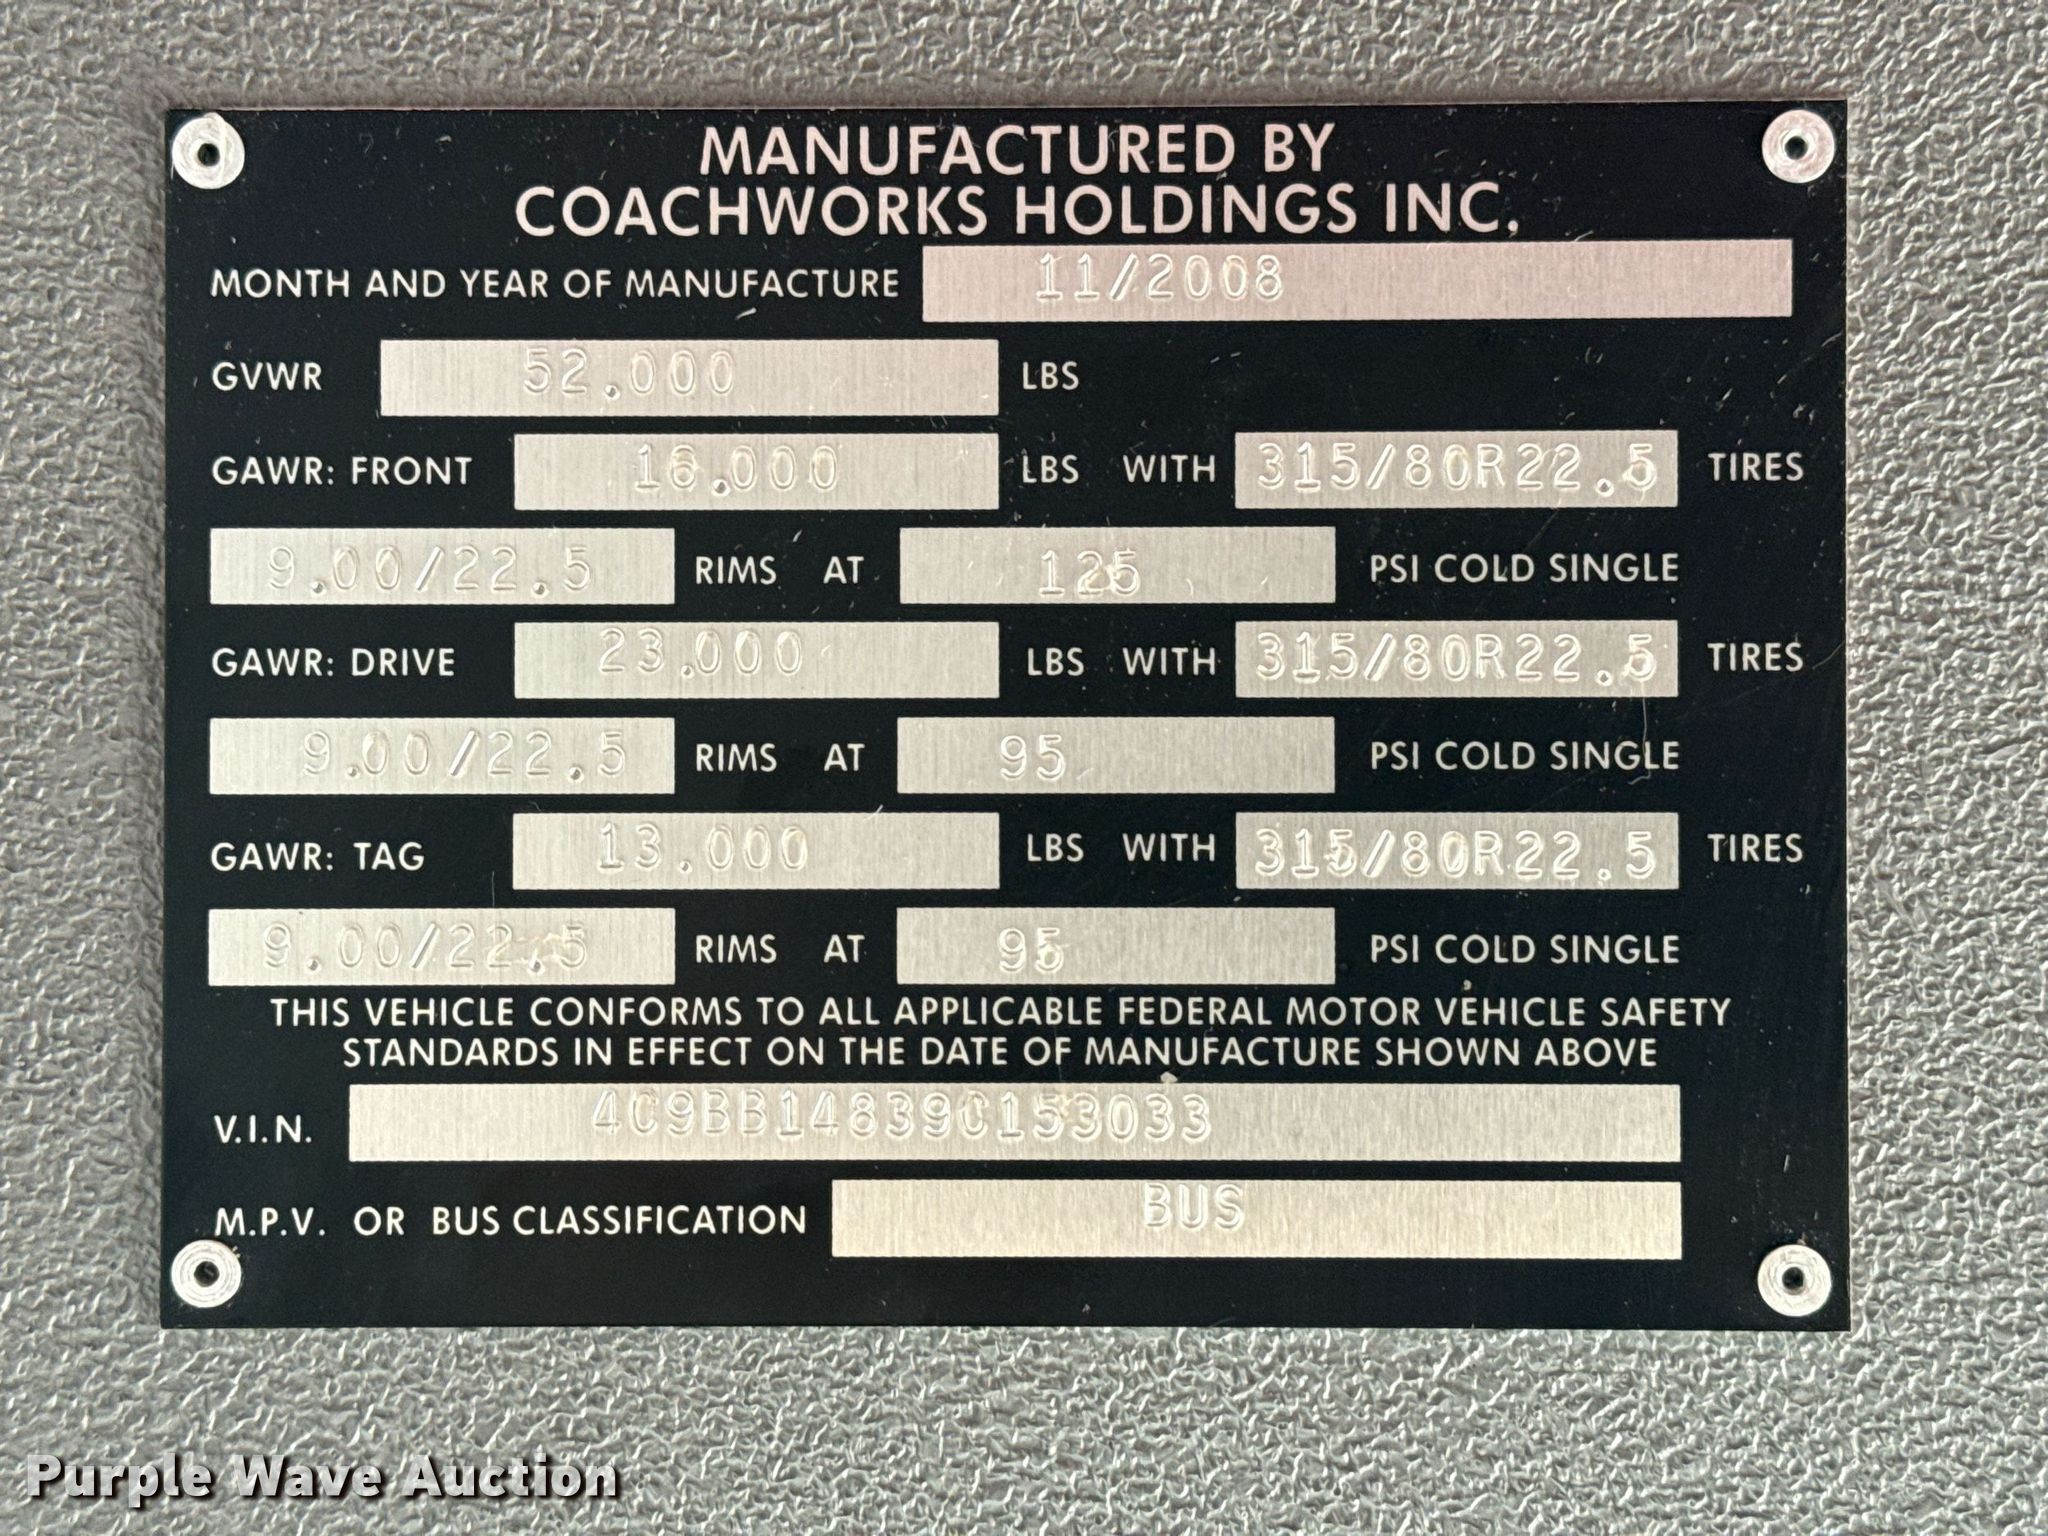 MANUFACTURED BY
COACHWORKS HOLDINGS INC.
MONTH AND YEAR OF MANUFACTURE 11/2008
GVWR 52.000 LBS
GAWR: FRONT 16.000 LBS WITH 315/80R22.5 TIRES
9.00/22.5 RIMS AT 125 PSI COLD SINGLE
GAWR: DRIVE 23.000 LBS WITH 315/80R22.5 TIRES
9.00/22.5 RIMS AT 95 PSI COLD SINGLE
GAWR: TAG 13.000 LBS WITH 315/80R22.5 TIRES
9.00/22.5 RIMS AT 95 PSI COLD SINGLE
THIS VEHICLE CONFORMS TO ALL APPLICABLE FEDERAL MOTOR VEHICLE SAFETY
STANDARDS IN EFFECT ON THE DATE OF MANUFACTURE SHOWN ABOVE
V.I.N. 4C9BB14839C153033
M.P.V. OR BUS CLASSIFICATION BUS
Purple Wave Auction